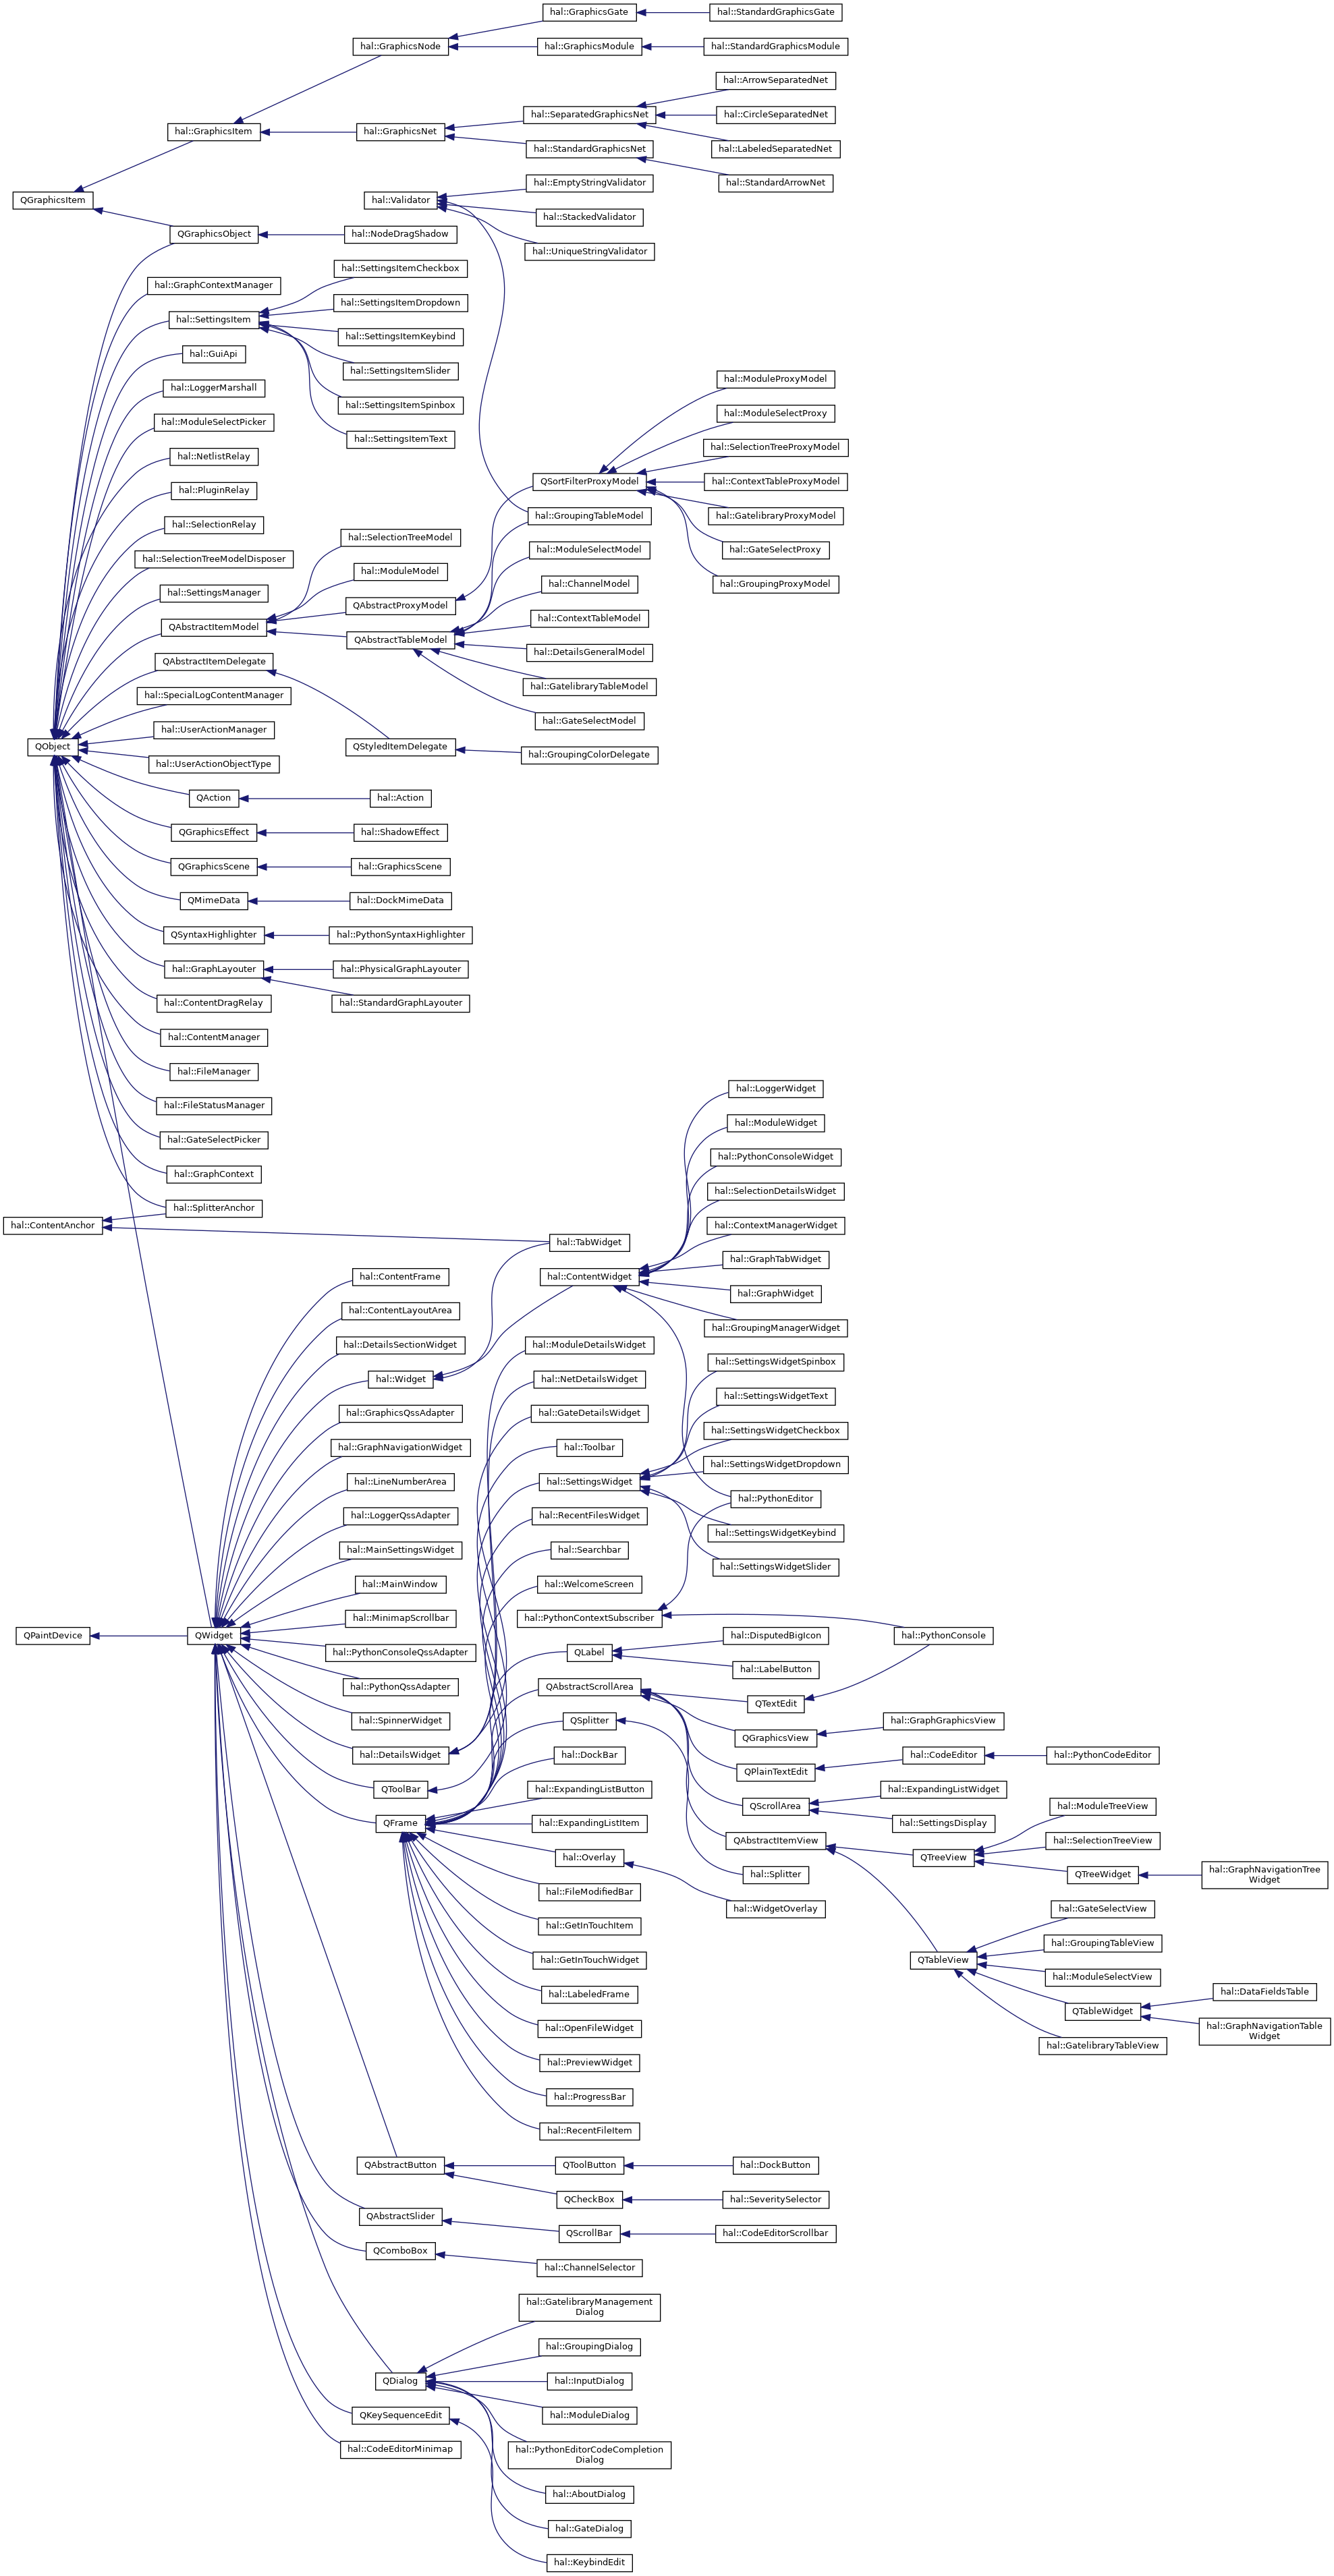 hal::GraphicsGate
hal::StandardGraphicsGate
hal::GraphicsNode
hal::GraphicsModule
hal::StandardGraphicsModule
hal::ArrowSeparatedNet
hal::SeparatedGraphicsNet
hal::CircleSeparatedNet
hal::GraphicsItem
hal::GraphicsNet
hal::StandardGraphicsNet
hal::LabeledSeparatedNet
hal::StandardArrowNet
QGraphicsItem
hal::Validator
hal::EmptyStringValidator
hal::StackedValidator
hal::UniqueStringValidator
QGraphicsObject
hal::NodeDragShadow
hal::GraphContextManager
hal::SettingsItemCheckbox
hal::SettingsItemDropdown
hal::SettingsItem
hal::SettingsItemKeybind
hal::GuiApi
hal::SettingsItemSlider
hal::LoggerMarshall
hal::SettingsItemSpinbox
hal::ModuleSelectPicker
hal::SettingsItemText
hal::ModuleProxyModel
hal::ModuleSelectProxy
hal::NetlistRelay
hal::SelectionTreeProxyModel
hal::PluginRelay
QSortFilterProxyModel
hal::ContextTableProxyModel
hal::SelectionRelay
hal::GroupingTableModel
hal::GatelibraryProxyModel
hal::SelectionTreeModel
hal::ModuleSelectModel
hal::GateSelectProxy
hal::SelectionTreeModelDisposer
hal::ModuleModel
hal::ChannelModel
hal::GroupingProxyModel
hal::SettingsManager
QAbstractProxyModel
hal::ContextTableModel
QAbstractItemModel
QAbstractTableModel
hal::DetailsGeneralModel
QAbstractItemDelegate
hal::GatelibraryTableModel
hal::SpecialLogContentManager
hal::GateSelectModel
hal::UserActionManager
QObject
QStyledItemDelegate
hal::GroupingColorDelegate
hal::UserActionObjectType
QAction
hal::Action
QGraphicsEffect
hal::ShadowEffect
QGraphicsScene
hal::GraphicsScene
QMimeData
hal::DockMimeData
QSyntaxHighlighter
hal::PythonSyntaxHighlighter
hal::GraphLayouter
hal::PhysicalGraphLayouter
hal::ContentDragRelay
hal::StandardGraphLayouter
hal::ContentManager
hal::FileManager
hal::FileStatusManager
hal::GateSelectPicker
hal::GraphContext
hal::SplitterAnchor
hal::ContentAnchor
hal::LoggerWidget
hal::ModuleWidget
hal::PythonConsoleWidget
hal::SelectionDetailsWidget
hal::ContextManagerWidget
hal::TabWidget
hal::GraphTabWidget
hal::ContentFrame
hal::ContentWidget
hal::GraphWidget
hal::ContentLayoutArea
hal::GroupingManagerWidget
hal::DetailsSectionWidget
hal::ModuleDetailsWidget
hal::SettingsWidgetSpinbox
hal::Widget
hal::NetDetailsWidget
hal::SettingsWidgetText
hal::GraphicsQssAdapter
hal::GateDetailsWidget
hal::SettingsWidgetCheckbox
hal::GraphNavigationWidget
hal::Toolbar
hal::SettingsWidgetDropdown
hal::LineNumberArea
hal::SettingsWidget
hal::PythonEditor
hal::LoggerQssAdapter
hal::RecentFilesWidget
hal::SettingsWidgetKeybind
hal::MainSettingsWidget
hal::Searchbar
hal::SettingsWidgetSlider
hal::MainWindow
hal::WelcomeScreen
hal::MinimapScrollbar
hal::PythonContextSubscriber
QPaintDevice
QWidget
hal::DisputedBigIcon
hal::PythonConsole
hal::PythonConsoleQssAdapter
QLabel
hal::LabelButton
hal::PythonQssAdapter
QAbstractScrollArea
QTextEdit
hal::SpinnerWidget
QSplitter
QGraphicsView
hal::GraphGraphicsView
hal::DetailsWidget
hal::DockBar
QPlainTextEdit
hal::CodeEditor
hal::PythonCodeEditor
QToolBar
hal::ExpandingListButton
QScrollArea
hal::ExpandingListWidget
hal::ModuleTreeView
QFrame
hal::ExpandingListItem
hal::SettingsDisplay
QAbstractItemView
hal::SelectionTreeView
hal::Overlay
QTreeView
hal::Splitter
QTreeWidget
hal::GraphNavigationTree
Widget
hal::FileModifiedBar
hal::WidgetOverlay
hal::GateSelectView
hal::GetInTouchItem
hal::GroupingTableView
hal::GetInTouchWidget
QTableView
hal::ModuleSelectView
hal::LabeledFrame
hal::DataFieldsTable
QTableWidget
hal::GraphNavigationTable
Widget
hal::OpenFileWidget
hal::GatelibraryTableView
hal::PreviewWidget
hal::ProgressBar
hal::RecentFileItem
QAbstractButton
QToolButton
hal::DockButton
QCheckBox
hal::SeveritySelector
QAbstractSlider
QScrollBar
hal::CodeEditorScrollbar
QComboBox
hal::ChannelSelector
hal::GatelibraryManagement
Dialog
hal::GroupingDialog
QDialog
hal::InputDialog
QKeySequenceEdit
hal::ModuleDialog
hal::CodeEditorMinimap
hal::PythonEditorCodeCompletion
Dialog
hal::AboutDialog
hal::GateDialog
hal::KeybindEdit